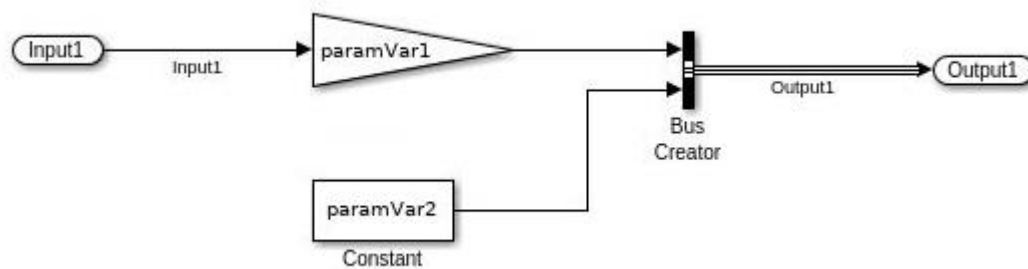 Input1
Input1
paramVar1
Bus
Creator
Output1
Output1
paramVar2
Constant